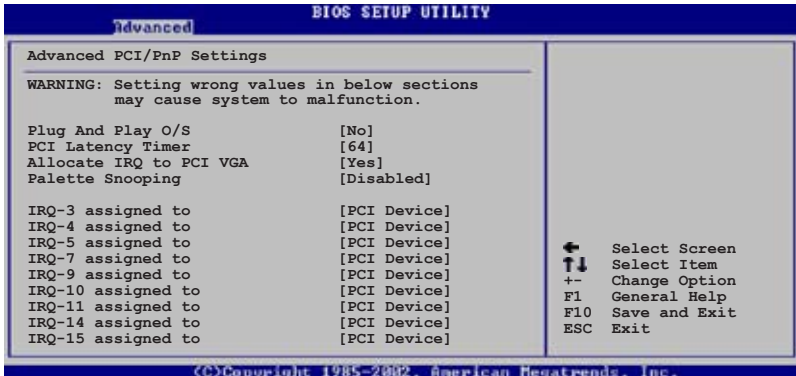 BIOS SETUP UTILITY
Advanced
Advanced PCI/PnP Settings
WARNING: Setting wrong values in below sections
may cause system to malfunction.
Plug And Play O/S [No]
PCI Latency Timer [64]
Allocate IRQ to PCI VGA [Yes]
Palette Snooping [Disabled]
IRQ-3 assigned to [PCI Device]
IRQ-4 assigned to [PCI Device]
IRQ-5 assigned to [PCI Device]
IRQ-7 assigned to [PCI Device]
IRQ-9 assigned to [PCI Device]
IRQ-10 assigned to [PCI Device]
IRQ-11 assigned to [PCI Device]
IRQ-14 assigned to [PCI Device]
IRQ-15 assigned to [PCI Device]
← Select Screen
↑↓ Select Item
+- Change Option
F1 General Help
F10 Save and Exit
ESC Exit
(C)Copyright 1985-2002, American Megatrends, Inc.